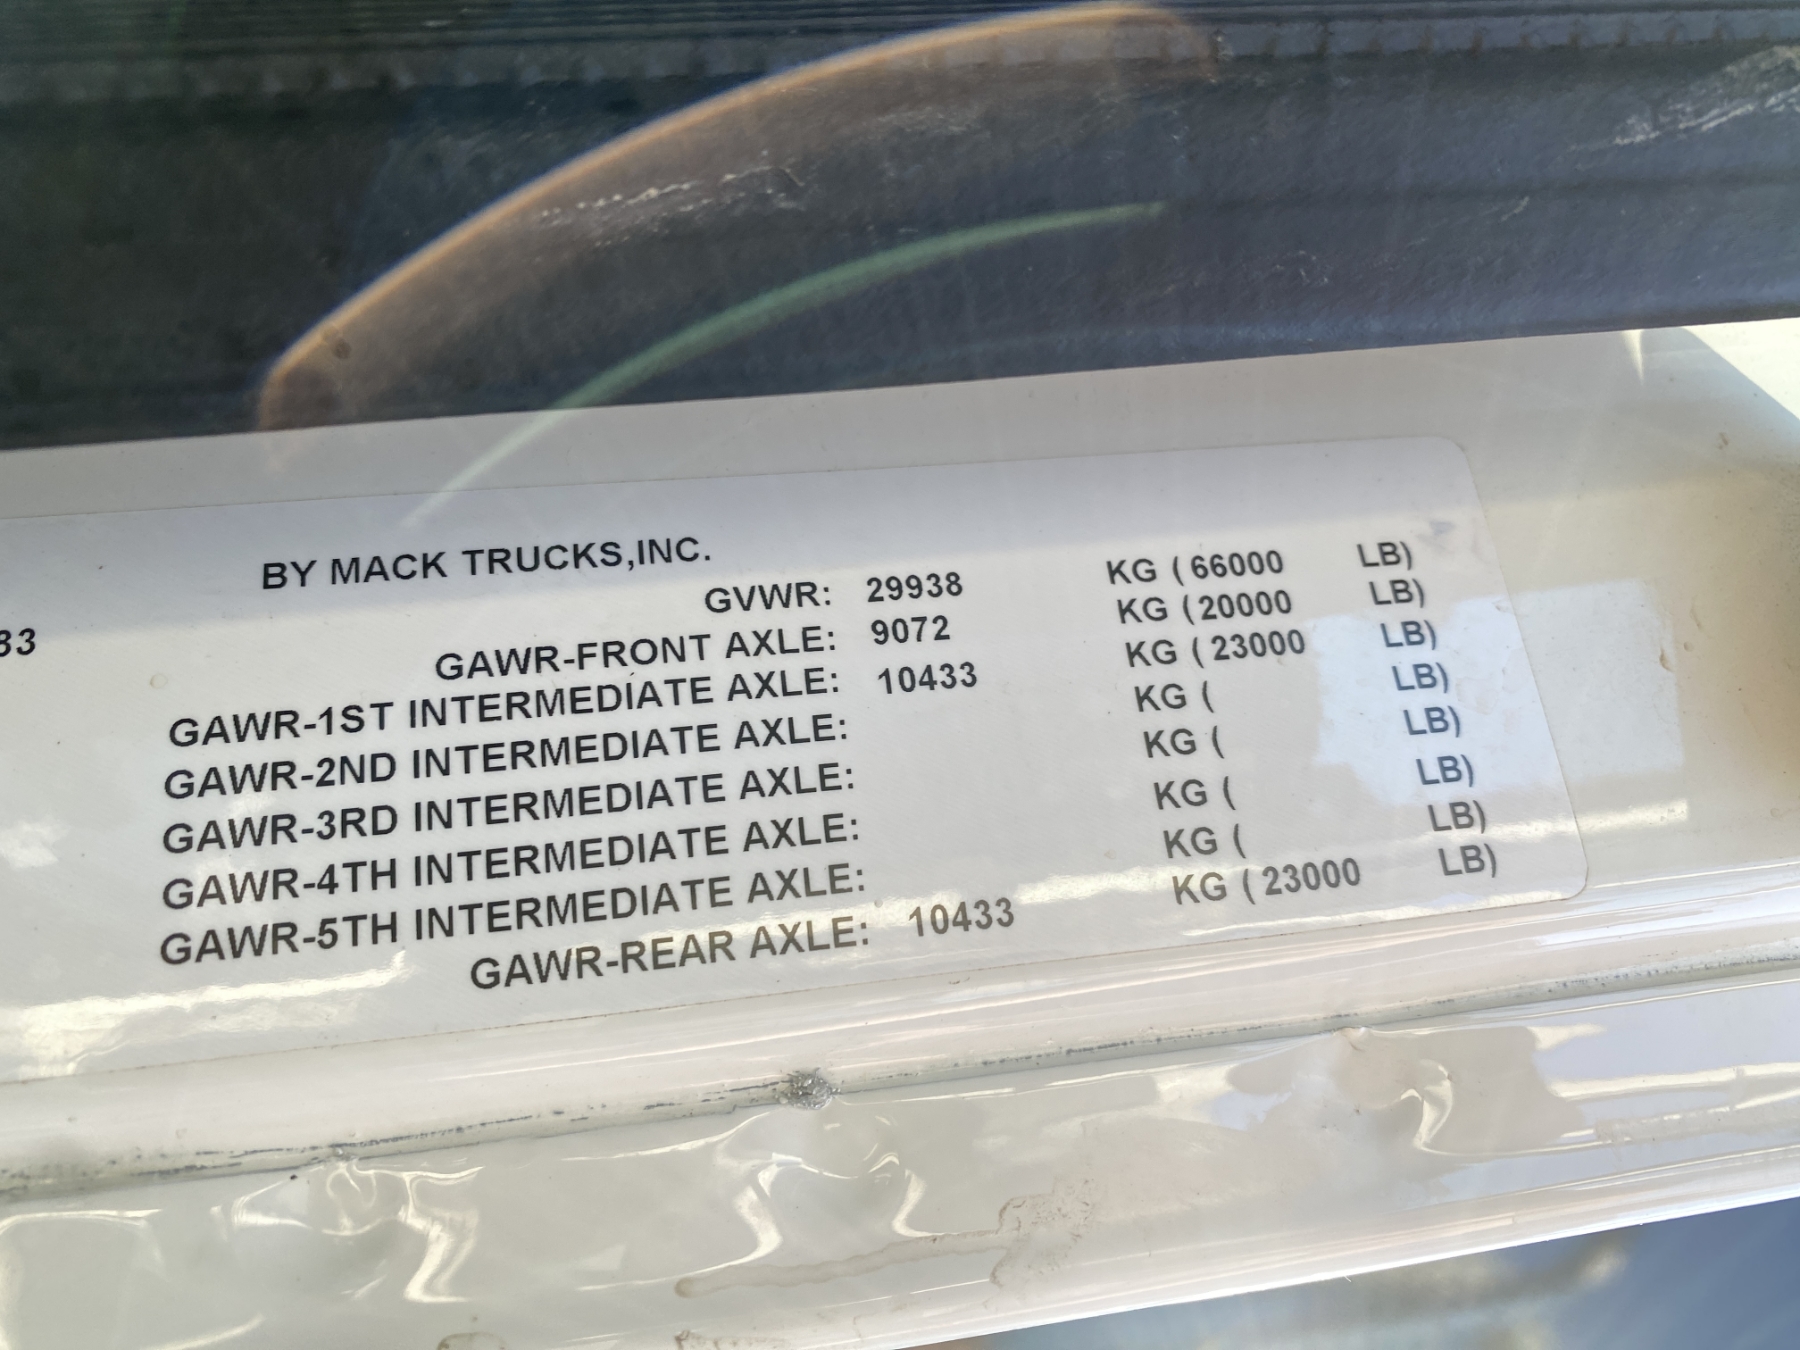 BY MACK TRUCKS,INC.
GVWR: 29938 KG ( 66000 LB)
33
GAWR-FRONT AXLE: 9072 KG ( 20000 LB)
GAWR-1ST INTERMEDIATE AXLE: 10433 KG ( 23000 LB)
GAWR-2ND INTERMEDIATE AXLE: KG ( LB)
GAWR-3RD INTERMEDIATE AXLE: KG ( LB)
GAWR-4TH INTERMEDIATE AXLE: KG ( LB)
GAWR-5TH INTERMEDIATE AXLE: KG ( LB)
GAWR-REAR AXLE: 10433 KG ( 23000 LB)